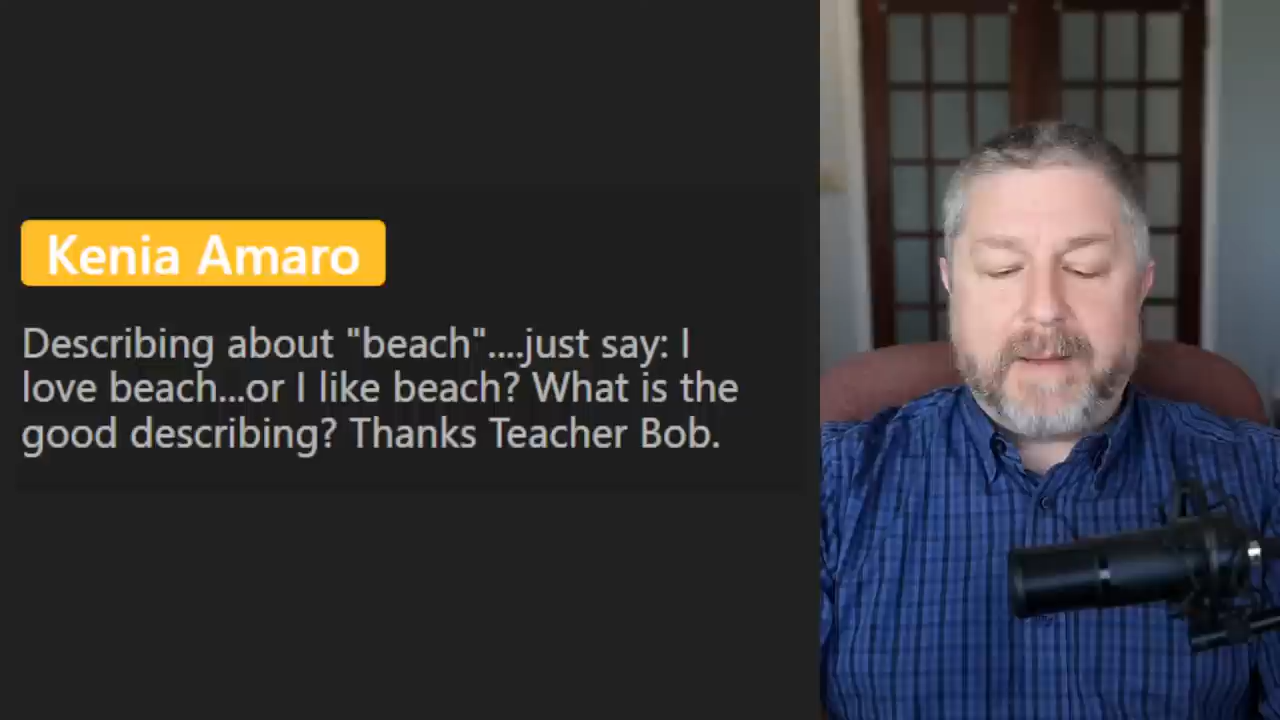 Kenia Amaro
Describing about "beach"....just say: I
love beach...or I like beach? What is the
good describing? Thanks Teacher Bob.